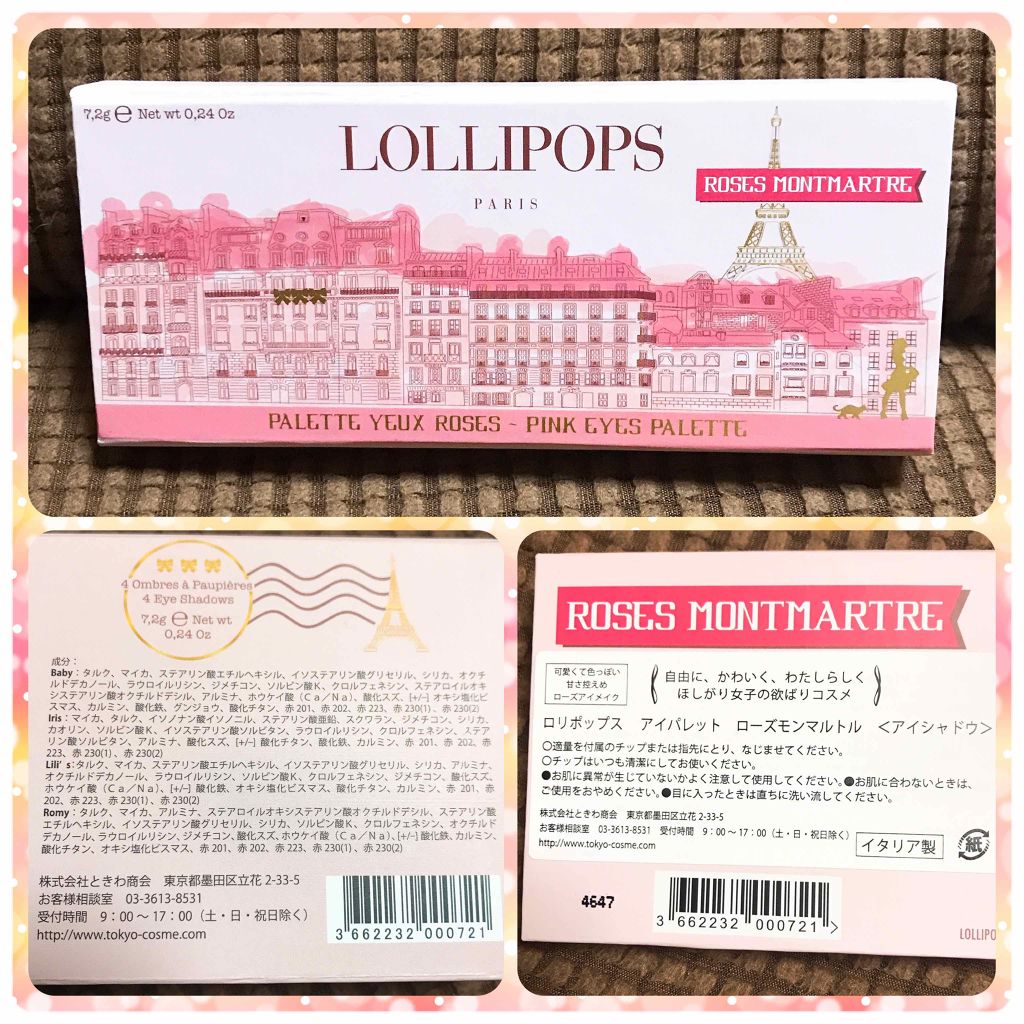 7,2g ℮ Net wt 0,24 Oz
LOLLIPOPS
PARIS
ROSES MONTMARTRE
PALETTE YEUX ROSES - PINK EYES PALETTE
4 Ombres à Paupières
4 Eye Shadows
7,2g ℮ Net wt
0,24 Oz
成分：
Baby：タルク、マイカ、ステアリン酸エチルヘキシル、イソステアリン酸グリセリル、シリカ、オクチ
ルドデカノール、ラウロイルリシン、ジメチコン、ソルビン酸K、クロルフェネシン、ステアロイルオキ
システアリン酸オクチルドデシル、アルミナ、ホウケイ酸（Ca／Na）、酸化スズ、[+/−] オキシ塩化ビ
スマス、カルミン、酸化鉄、グンジョウ、酸化チタン、赤 201、赤 202、赤 223、赤 230(1) 、赤 230(2)
Iris：マイカ、タルク、イソノナン酸イソノニル、ステアリン酸亜鉛、スクワラン、ジメチコン、シリカ、
カオリン、ソルビン酸K、イソステアリン酸ソルビタン、ラウロイルリシン、クロルフェネシン、ステア
リン酸ソルビタン、アルミナ、酸化スズ、[+/−] 酸化チタン、酸化鉄、カルミン、赤 201、赤 202、赤
223、赤 230(1) 、赤 230(2)
Lili’s：タルク、マイカ、ステアリン酸エチルヘキシル、イソステアリン酸グリセリル、シリカ、アルミナ、
オクチルドデカノール、ラウロイルリシン、ソルビン酸K、クロルフェネシン、ジメチコン、酸化スズ、
ホウケイ酸（Ca／Na）、[+/−] 酸化鉄、オキシ塩化ビスマス、酸化チタン、カルミン、赤 201、赤
202、赤 223、赤 230(1) 、赤 230(2)
Romy：タルク、マイカ、アルミナ、ステアロイルオキシステアリン酸オクチルドデシル、ステアリン酸
エチルヘキシル、イソステアリン酸グリセリル、シリカ、ソルビン酸K、クロルフェネシン、オクチルド
デカノール、ラウロイルリシン、ジメチコン、酸化スズ、ホウケイ酸（Ca／Na）、[+/−] 酸化鉄、カルミン、
酸化チタン、オキシ塩化ビスマス、赤 201、赤 202、赤 223、赤 230(1) 、赤 230(2)
株式会社ときわ商会　東京都墨田区立花 2-33-5
お客様相談室　03-3613-8531
受付時間　9：00～17：00（土・日・祝日除く）
http://www.tokyo-cosme.com
3 662232 000721
ROSES MONTMARTRE
可愛くて色っぽい
甘さ控えめ
ローズアイメイク
自由に、かわいく、わたしらしく
ほしがり女子の欲ばりコスメ
ロリポップス　アイパレット　ローズモンマルトル　＜アイシャドウ＞
○適量を付属のチップまたは指先にとり、なじませてください。
○チップはいつも清潔にしてお使いください。
●お肌に異常が生じていないかよく注意して使用してください。●お肌に合わないときは、
ご使用をおやめください。●目に入ったときは直ちに洗い流してください。
株式会社ときわ商会　東京都墨田区立花 2-33-5
お客様相談室　03-3613-8531　受付時間　9：00～17：00（土・日・祝日除く）
http://www.tokyo-cosme.com
イタリア製
紙
4647
3 662232 000721 >
LOLLIPO